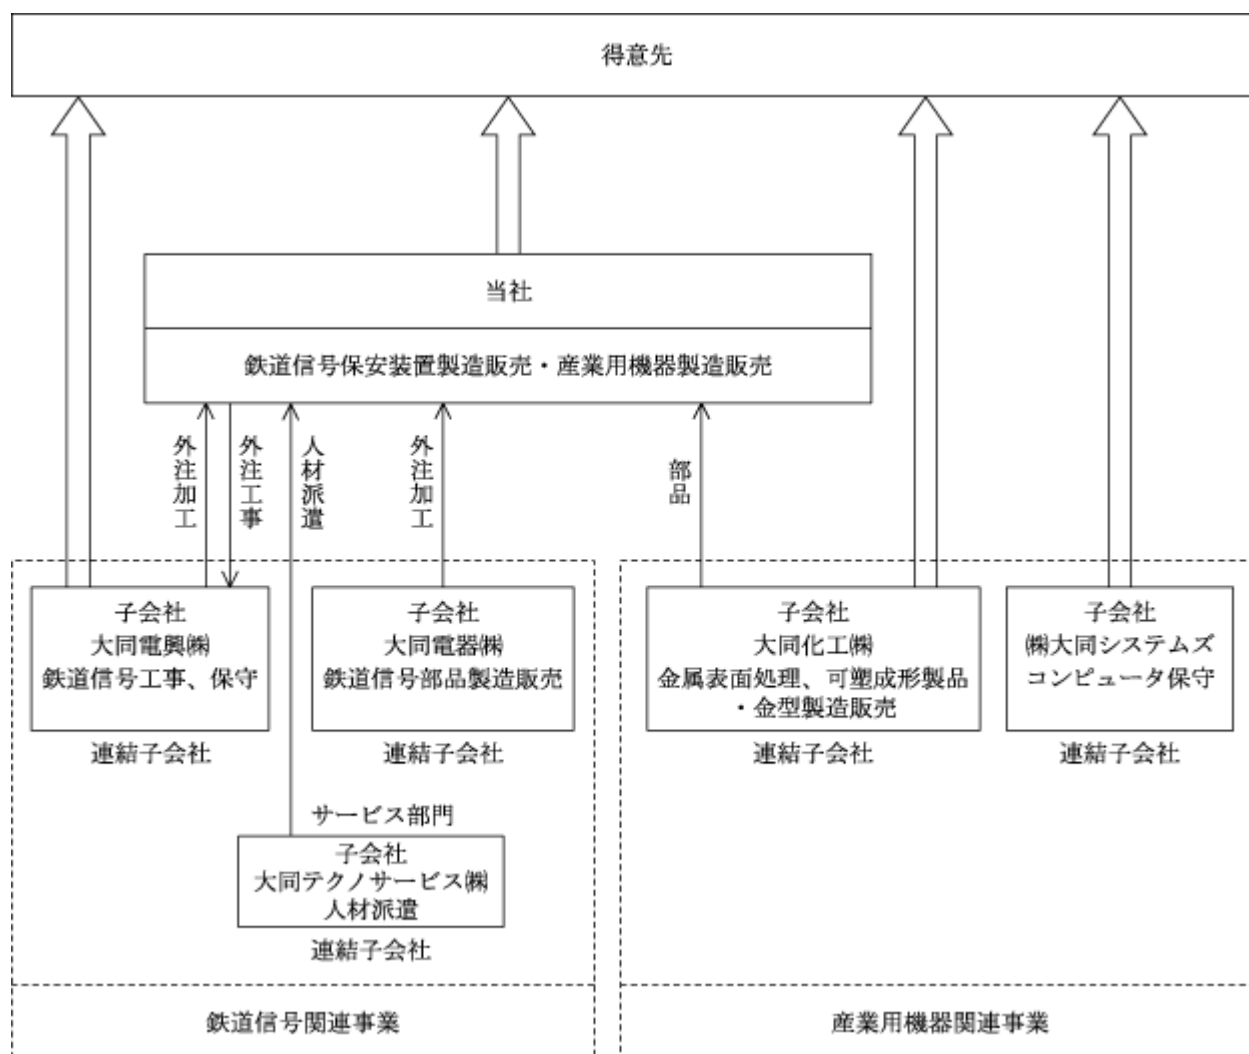 得意先
当社
鉄道信号保安装置製造販売・産業用機器製造販売
外注加工
外注工事
人材派遣
外注加工
部品
子会社
大同電興㈱
鉄道信号工事、保守
連結子会社
子会社
大同電器㈱
鉄道信号部品製造販売
連結子会社
サービス部門
子会社
大同テクノサービス㈱
人材派遣
連結子会社
鉄道信号関連事業
子会社
大同化工㈱
金属表面処理、可塑成形製品
・金型製造販売
連結子会社
子会社
㈱大同システムズ
コンピュータ保守
連結子会社
産業用機器関連事業